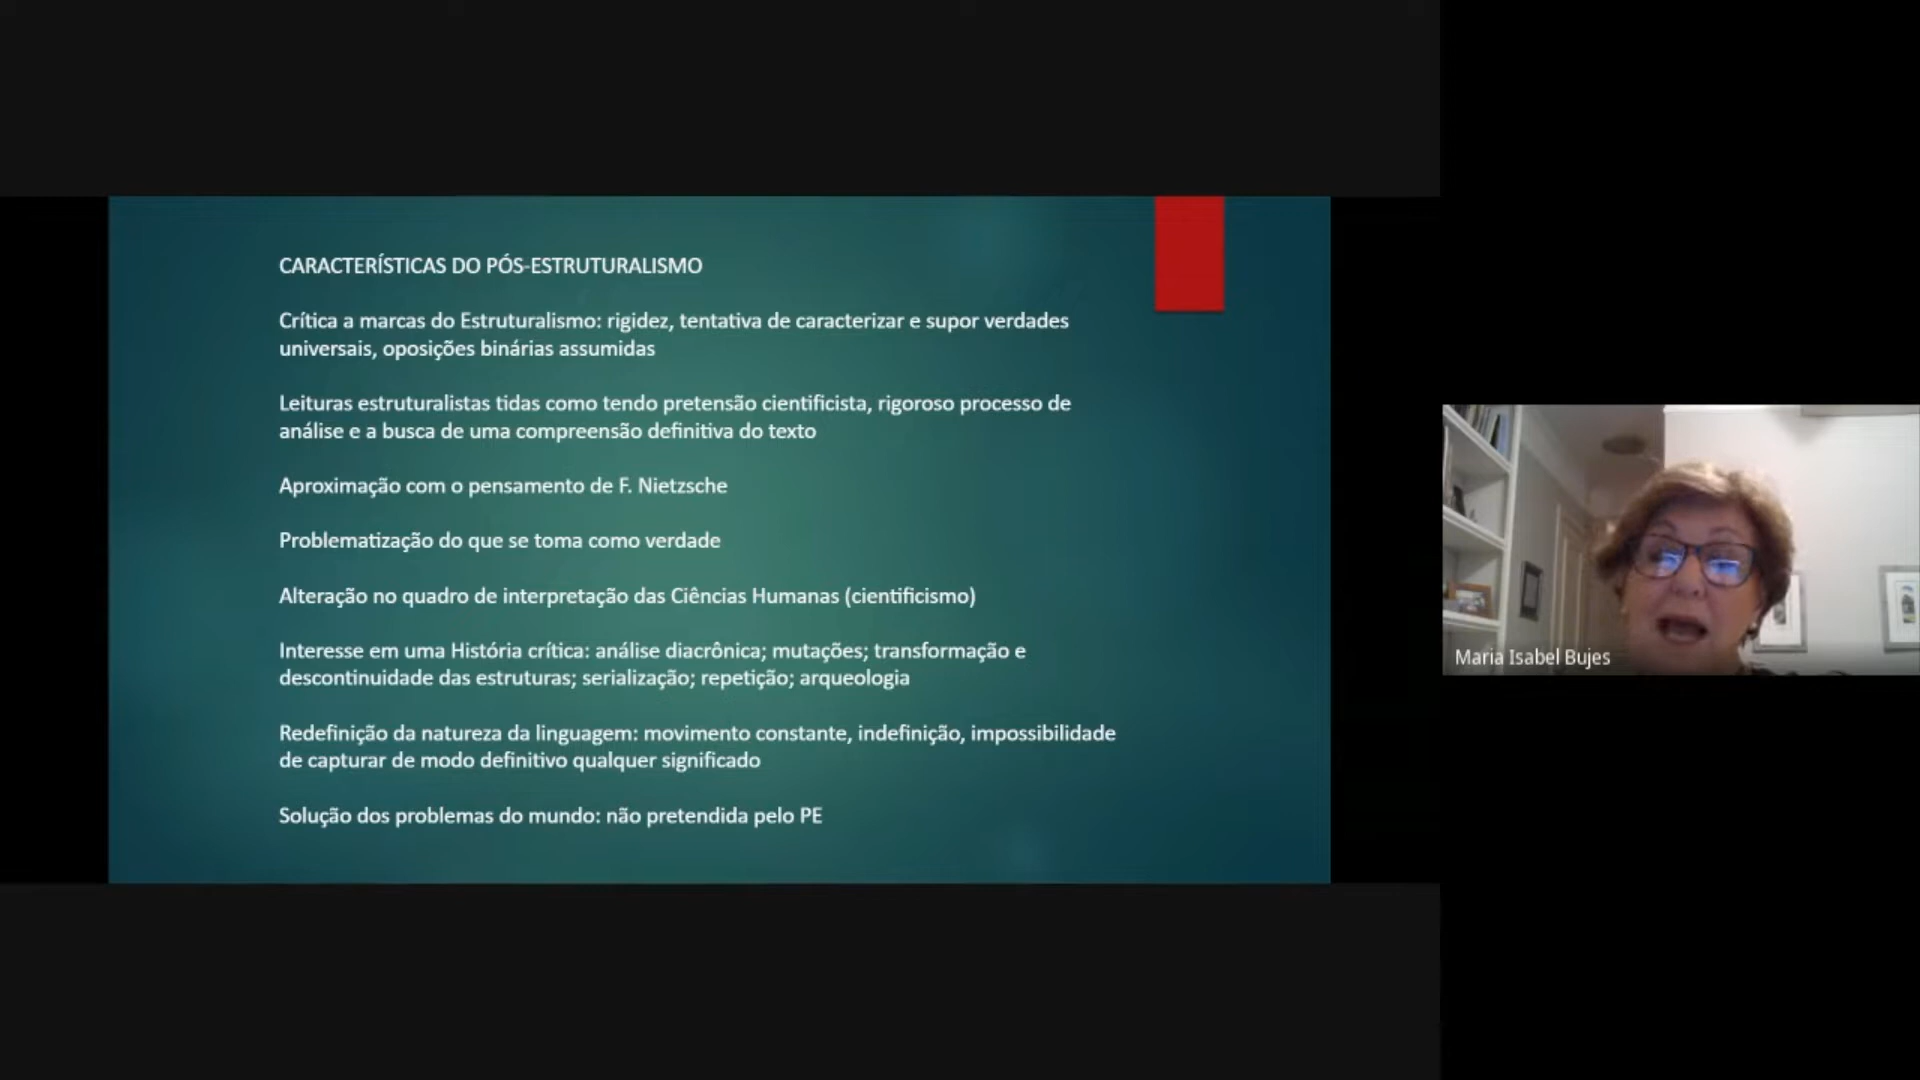 CARACTERÍSTICAS DO PÓS-ESTRUTURALISMO
Crítica a marcas do Estruturalismo: rigidez, tentativa de caracterizar e supor verdades
universais, oposições binárias assumidas
Leituras estruturalistas tidas como tendo pretensão cientificista, rigoroso processo de
análise e a busca de uma compreensão definitiva do texto
Aproximação com o pensamento de F. Nietzsche
Problematização do que se toma como verdade
Alteração no quadro de interpretação das Ciências Humanas (cientificismo)
Interesse em uma História crítica: análise diacrônica; mutações; transformação e
descontinuidade das estruturas; serialização; repetição; arqueologia
Redefinição da natureza da linguagem: movimento constante, indefinição, impossibilidade
de capturar de modo definitivo qualquer significado
Solução dos problemas do mundo: não pretendida pelo PE
Maria Isabel Bujes